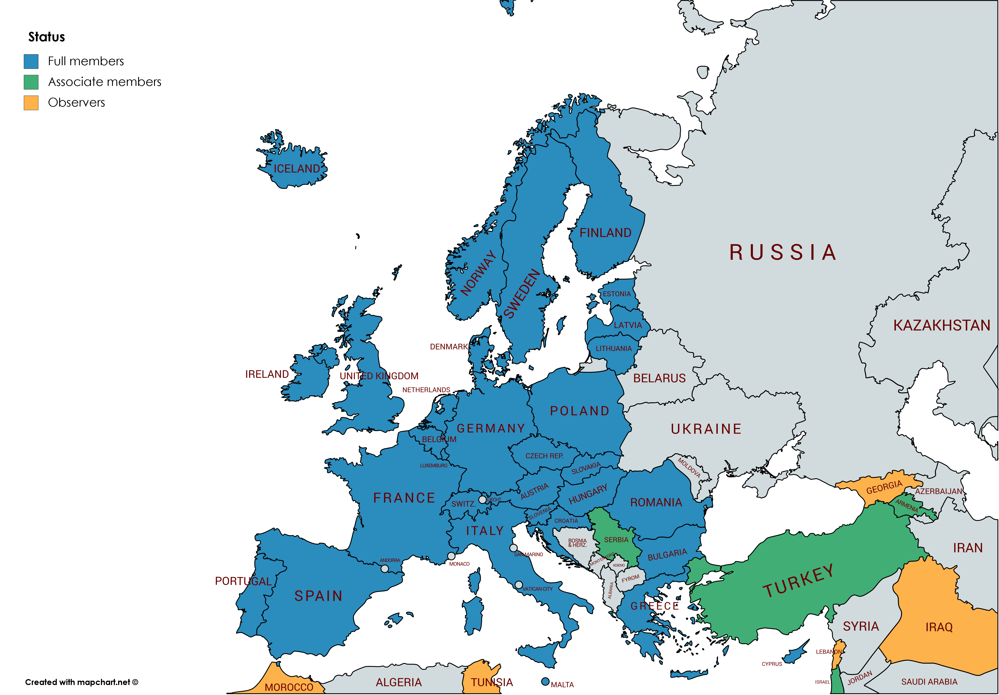 Status
Full members
Associate members
Observers
ICELAND
FINLAND
RUSSIA
NORWAY
SWEDEN
ESTONIA
LATVIA
KAZAKHSTAN
DENMARK
LITHUANIA
IRELAND
UNITED KINGDOM
BELARUS
NETHERLANDS
POLAND
GERMANY
UKRAINE
BELGIUM
CZECH REP.
LUXEMBURG
SLOVAKIA
MOLDOVA
FRANCE
AUSTRIA
HUNGARY
GEORGIA
AZERBAIJAN
SWITZ.
LIECHT
ROMANIA
ARMENIA
SLOVENIA
CROATIA
ITALY
BOSNIA
& HERZ.
SERBIA
IRAN
SAN MARINO
BULGARIA
ANDORRA
MONACO
MONTENEGRO
KOSOVO
PORTUGAL
FYROM
TURKEY
VATICAN CITY
ALBANIA
SPAIN
GREECE
SYRIA
IRAQ
LEBANON
CYPRUS
Created with mapchart.net ©
MOROCCO
ALGERIA
TUNISIA
MALTA
ISRAEL
JORDAN
SAUDI ARABIA